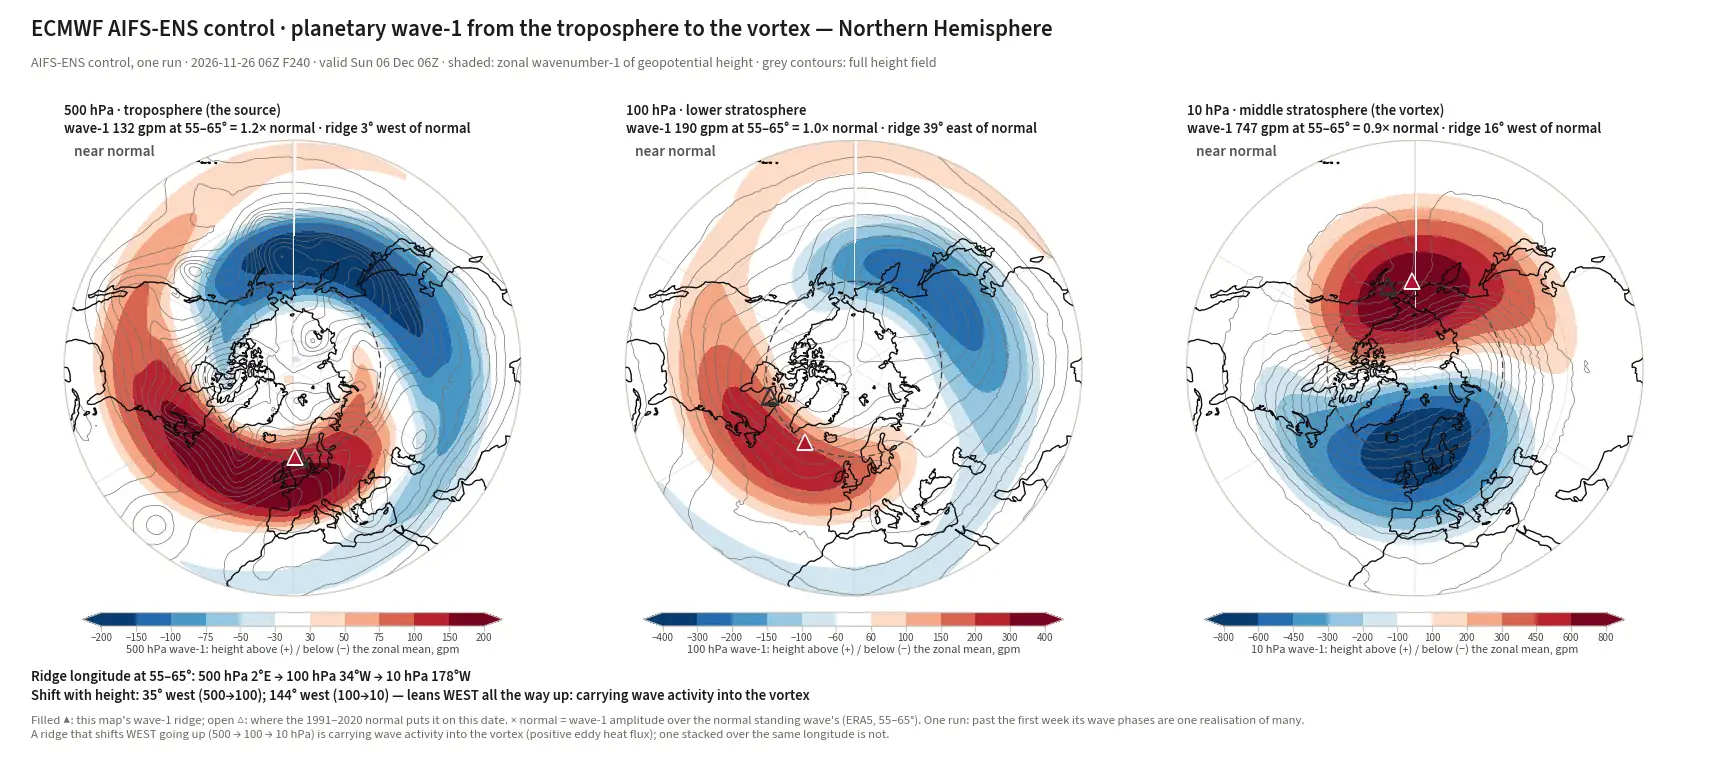 ECMWF AIFS-ENS control · planetary wave-1 from the troposphere to the vortex — Northern Hemisphere
AIFS-ENS control, one run · 2026-11-26 06Z F240 · valid Sun 06 Dec 06Z · shaded: zonal wavenumber-1 of geopotential height · grey contours: full height field
500 hPa · troposphere (the source)
wave-1 132 gpm at 55–65° = 1.2× normal · ridge 3° west of normal
near normal
100 hPa · lower stratosphere
wave-1 190 gpm at 55–65° = 1.0× normal · ridge 39° east of normal
near normal
10 hPa · middle stratosphere (the vortex)
wave-1 747 gpm at 55–65° = 0.9× normal · ridge 16° west of normal
near normal
−200 −150 −100 −75 −50 −30 30 50 75 100 150 200
500 hPa wave-1: height above (+) / below (−) the zonal mean, gpm
−400 −300 −200 −150 −100 −60 60 100 150 200 300 400
100 hPa wave-1: height above (+) / below (−) the zonal mean, gpm
−800 −600 −450 −300 −200 −100 100 200 300 450 600 800
10 hPa wave-1: height above (+) / below (−) the zonal mean, gpm
Ridge longitude at 55–65°: 500 hPa 2°E → 100 hPa 34°W → 10 hPa 178°W
Shift with height: 35° west (500→100); 144° west (100→10) — leans WEST all the way up: carrying wave activity into the vortex
Filled ▲: this map's wave-1 ridge; open △: where the 1991–2020 normal puts it on this date. × normal = wave-1 amplitude over the normal standing wave's (ERA5, 55–65°). One run: past the first week its wave phases are one realisation of many.
A ridge that shifts WEST going up (500 → 100 → 10 hPa) is carrying wave activity into the vortex (positive eddy heat flux); one stacked over the same longitude is not.